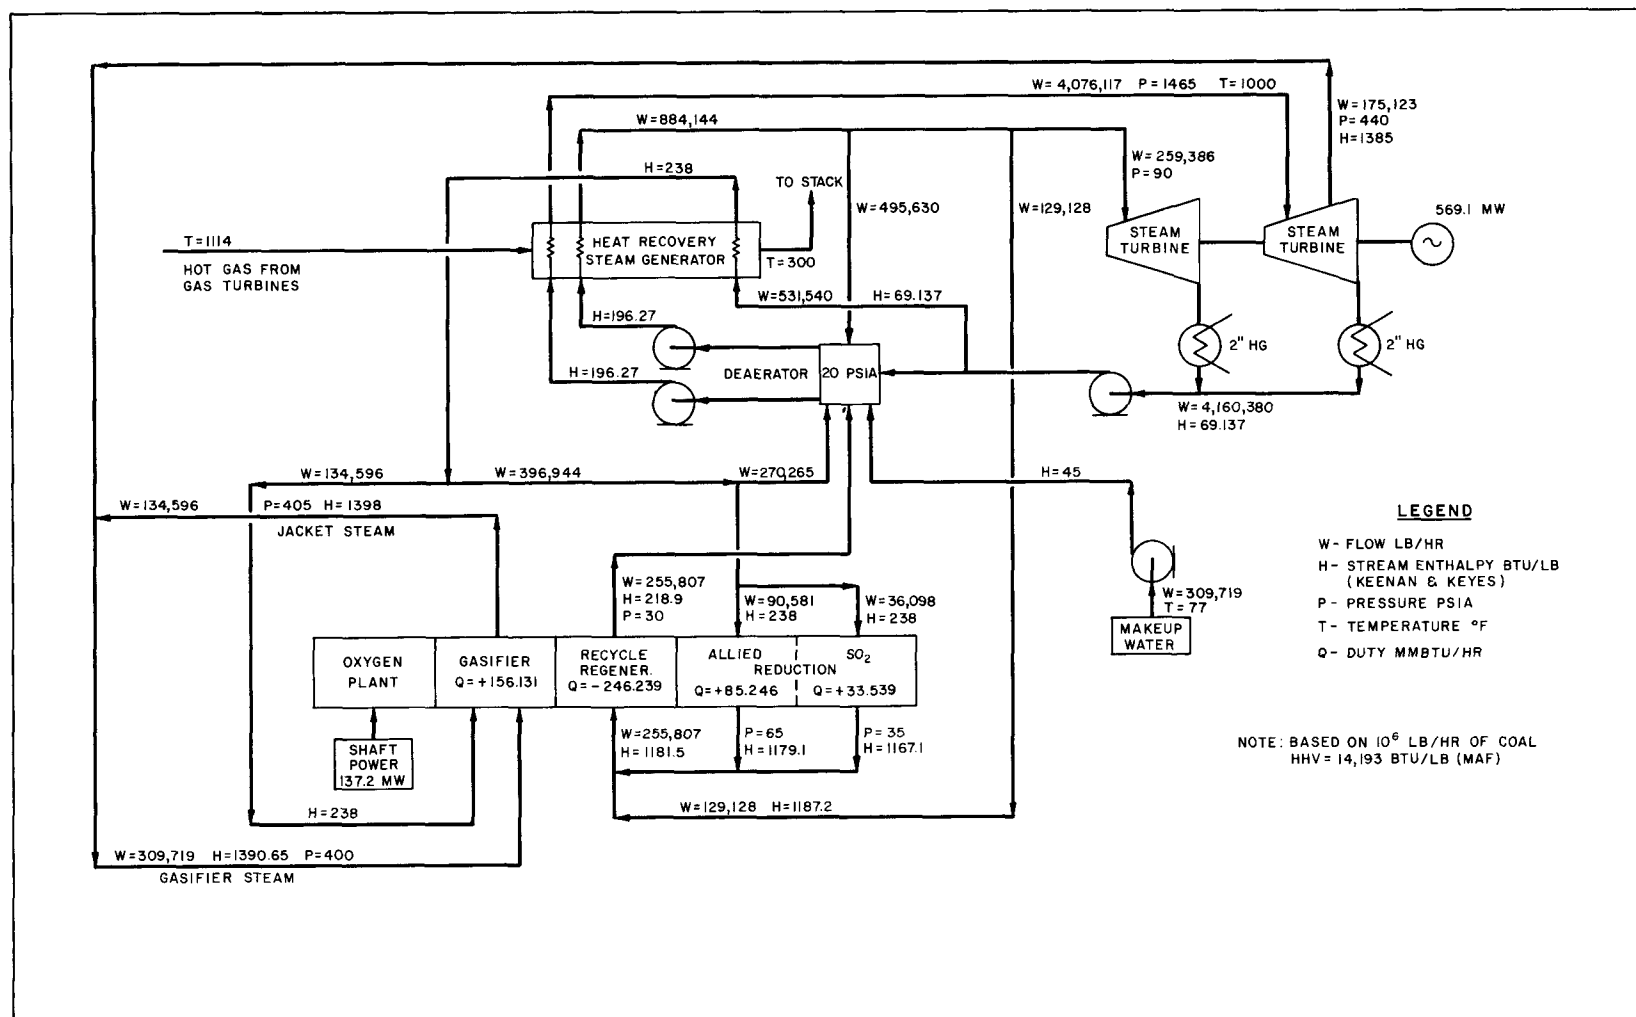 W= 4,076,117 P = 1465 T= 1000
W= 175,123
P= 440
H=1385
W=884,144
W= 259,386
P= 90
H=238
TO STACK
W=495,630
W=129,128
569.1 MW
STEAM
TURBINE
STEAM
TURBINE
T=1114
HOT GAS FROM
GAS TURBINES
HEAT RECOVERY
STEAM GENERATOR
T= 300
W=531,540 H= 69.137
H=196.27
2" HG
2" HG
DEAERATOR
20 PSIA
H=196.27
W= 4,160,380
H= 69.137
W=134,596
W=396,944
W=270,265
H=45
W=134,596 P=405 H=1398
JACKET STEAM
LEGEND
W- FLOW LB/HR
H- STREAM ENTHALPY BTU/LB
(KEENAN & KEYES)
P- PRESSURE PSIA
T- TEMPERATURE °F
Q- DUTY MMBTU/HR
W= 255,807
H= 218.9
P= 30
W=90,581
H=238
W=36,098
H=238
W=309,719
T= 77
MAKEUP
WATER
OXYGEN
PLANT
GASIFIER
Q= +156.131
RECYCLE
REGENER.
Q= - 246.239
ALLIED SO2
REDUCTION
Q=+85.246
Q= +33.539
SHAFT
POWER
137.2 MW
W= 255,807
H= 1181.5
P= 65
H= 1179.1
P= 35
H= 1167.1
NOTE: BASED ON 10⁶ LB/HR OF COAL
HHV = 14,193 BTU/LB (MAF)
H=238
W=129,128 H=1187.2
W=309,719 H=1390.65 P=400
GASIFIER STEAM